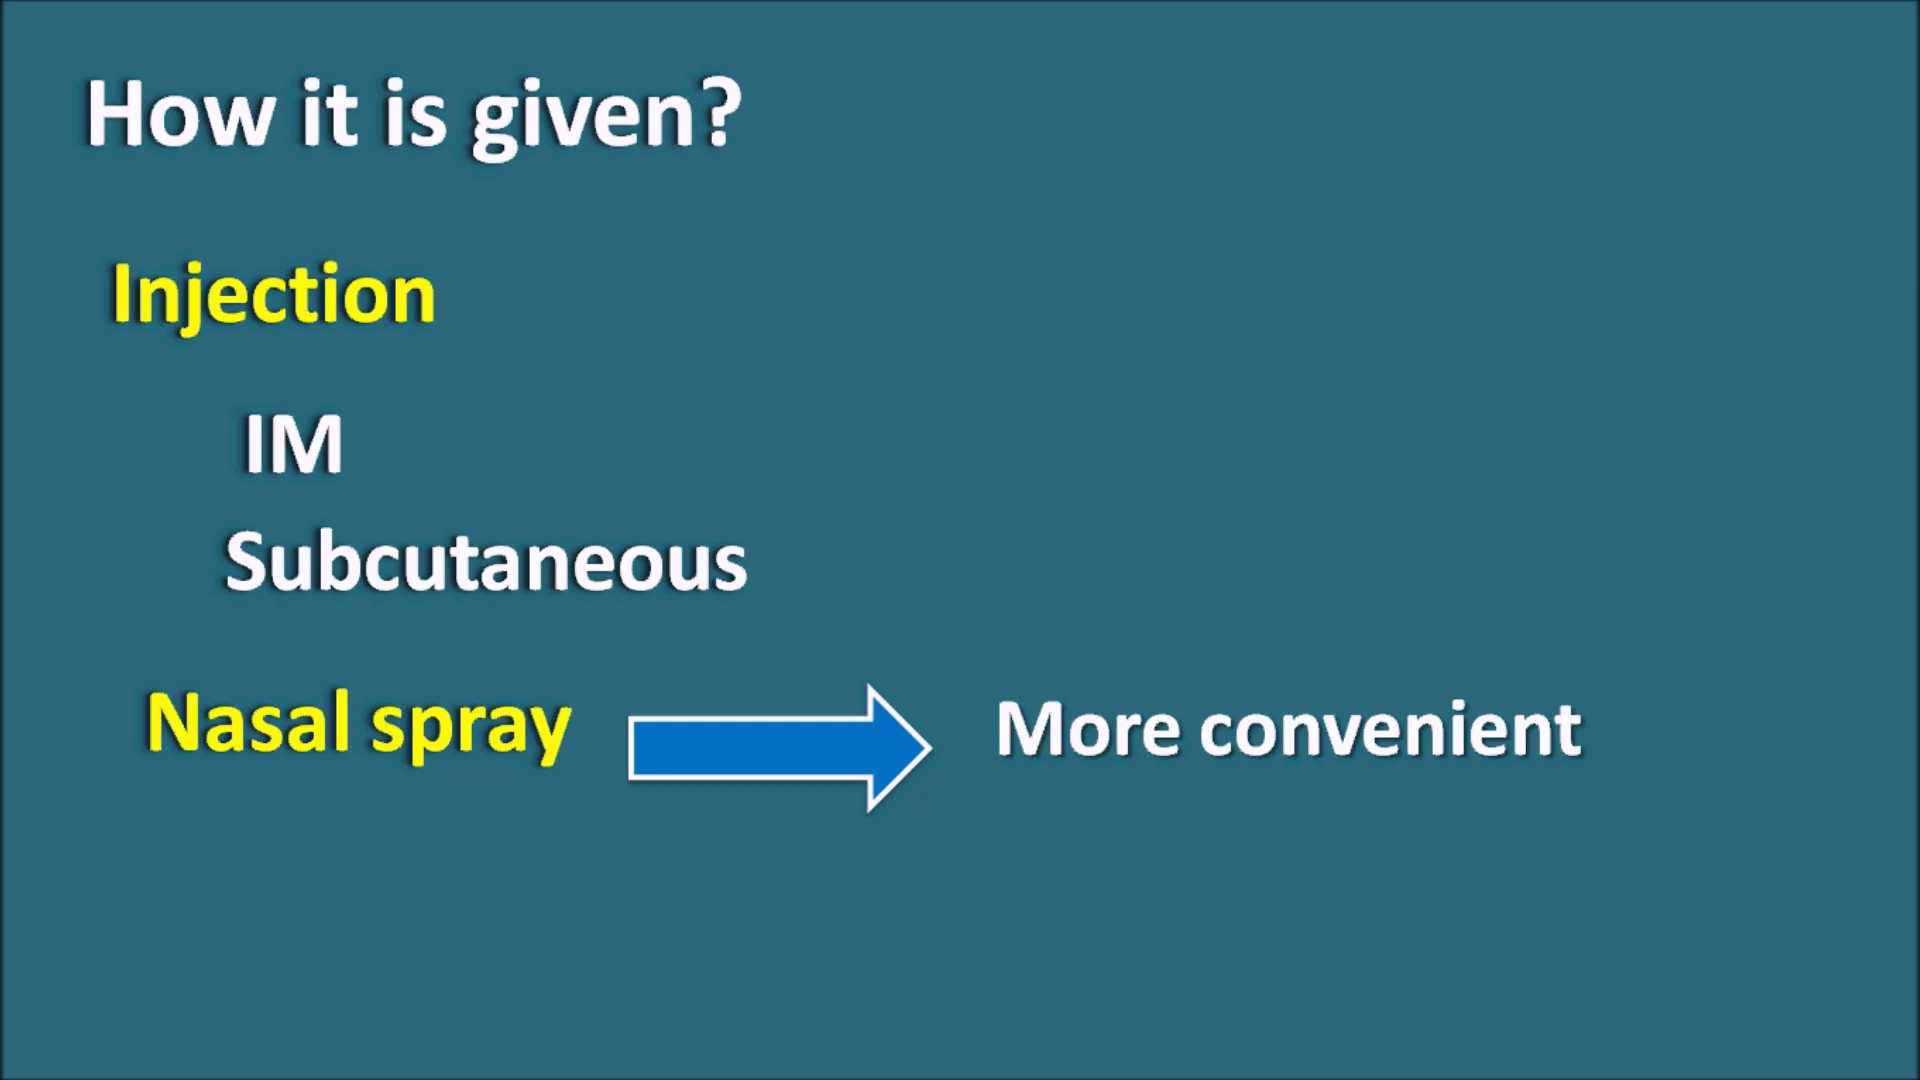 How it is given?
Injection
IM
Subcutaneous
Nasal spray
More convenient